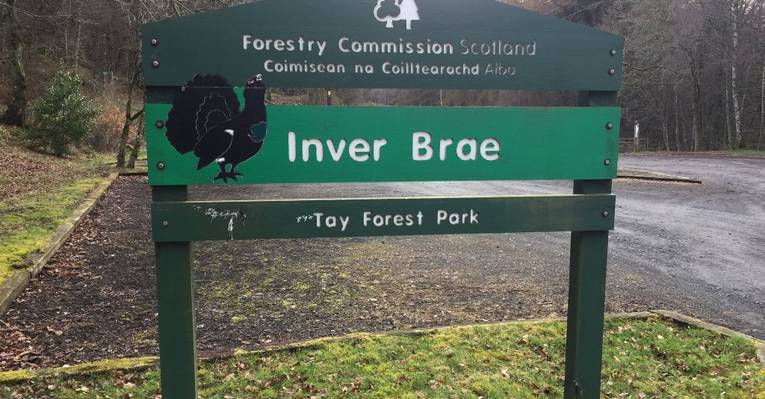 Forestry Commission Scotland
Coimisean na Coilltearachd Alba
Inver Brae
Tay Forest Park